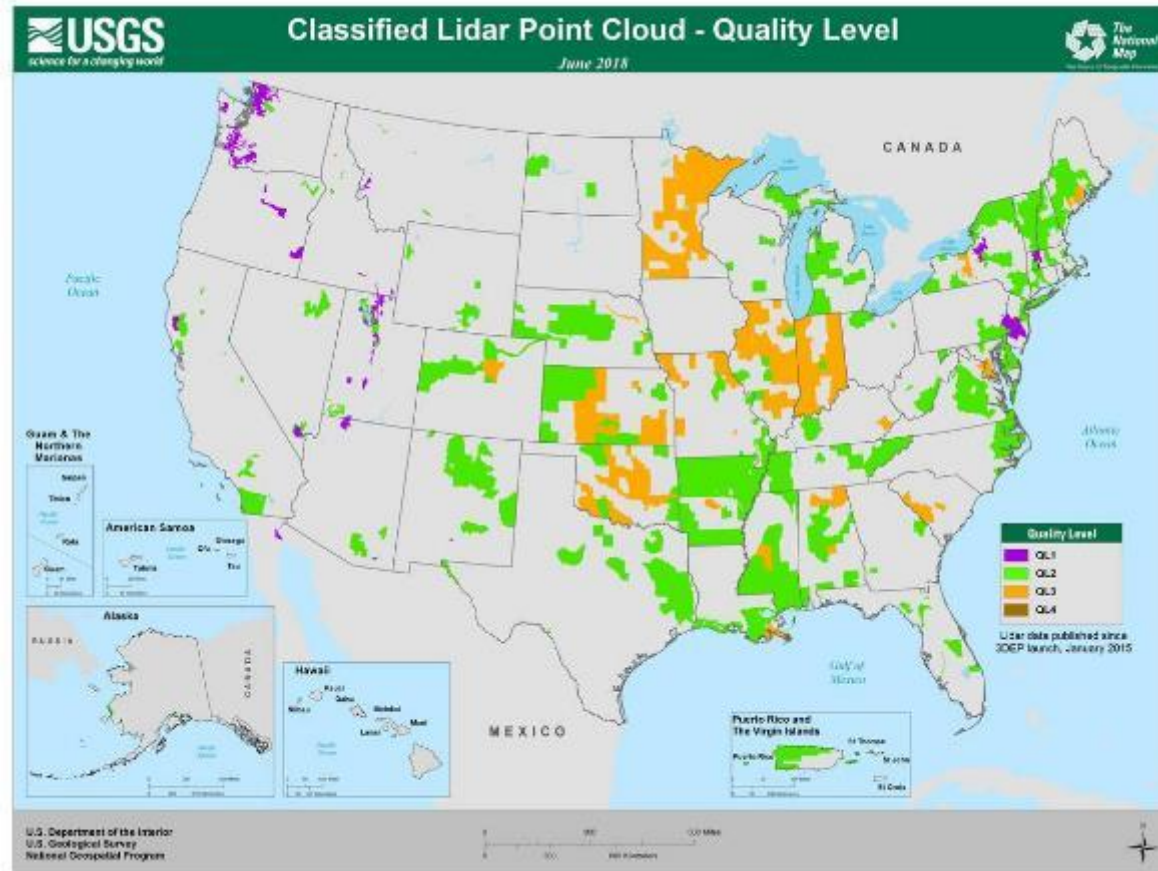 USGS
science for a changing world
Classified Lidar Point Cloud - Quality Level
June 2018
The
National
Map
CANADA
Pacific
Ocean
Atlantic
Ocean
Gulf of
Mexico
MEXICO
Guam & The
Northern
Marianas
Saipan
Tinian
Rota
Guam
American Samoa
Ofu
Olosega
Tau
Tutuila
Alaska
RUSSIA
CANADA
Hawaii
Kauai
Niihau
Oahu
Molokai
Lanai
Maui
Puerto Rico and
The Virgin Islands
Puerto Rico
St Thomas
St John
St Croix
Quality Level
QL1
QL2
QL3
QL4
Lidar data published since
3DEP launch, January 2015
U.S. Department of the Interior
U.S. Geological Survey
National Geospatial Program
N